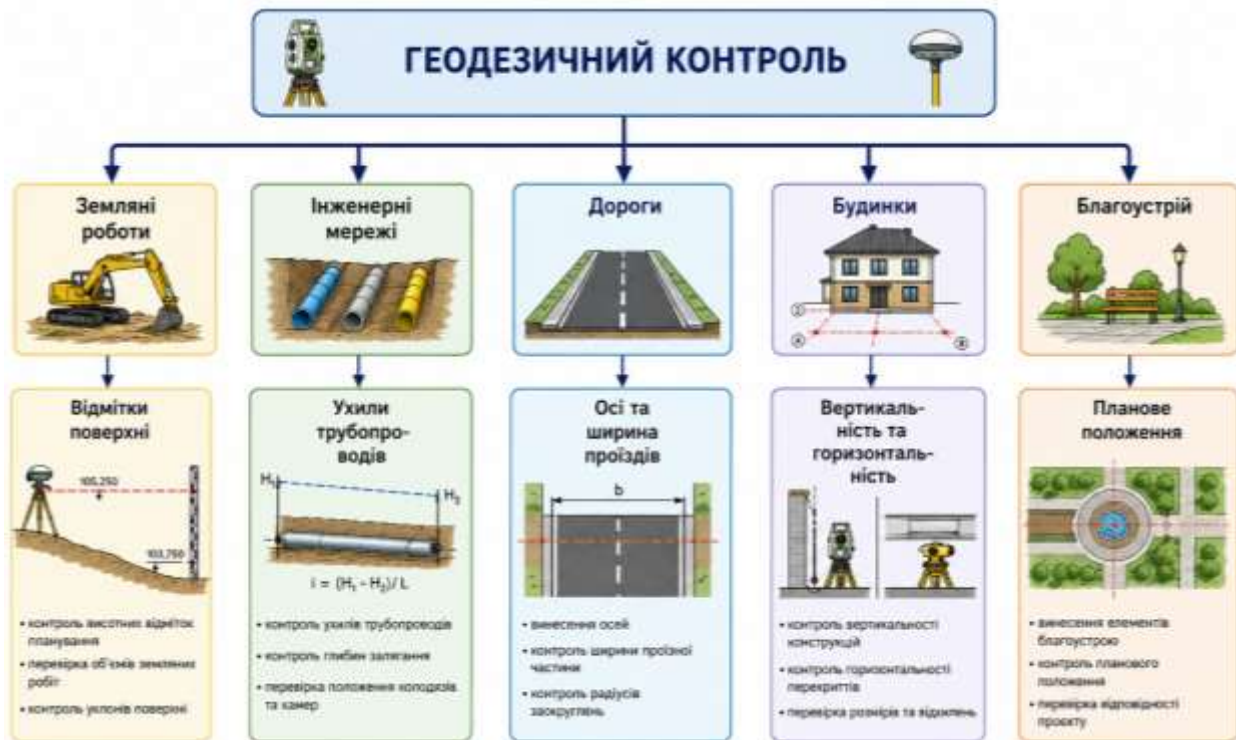 ГЕОДЕЗИЧНИЙ КОНТРОЛЬ
Земляні
роботи
Інженерні
мережі
Дороги
Будинки
Благоустрій
Відмітки
поверхні
105,250
103,750
• контроль висотних відміток
планування
• перевірка об'ємів земляних
робіт
• контроль уклонів поверхні
Ухили
трубопро-
водів
H₁
H₂
i = (H₁ - H₂)/ L
• контроль ухилів трубопроводів
• контроль глибин залягання
• перевірка положення колодязів
та камер
Осі та
ширина
проїздів
b
• винесення осей
• контроль ширини проїзної
частини
• контроль радіусів
заокруглень
Вертикаль-
ність та
горизонталь-
ність
• контроль вертикальності
конструкцій
• контроль горизонтальності
перекриттів
• перевірка розмірів та відхилень
Планове
положення
• винесення елементів
благоустрою
• контроль планового
положення
• перевірка відповідності
проєкту